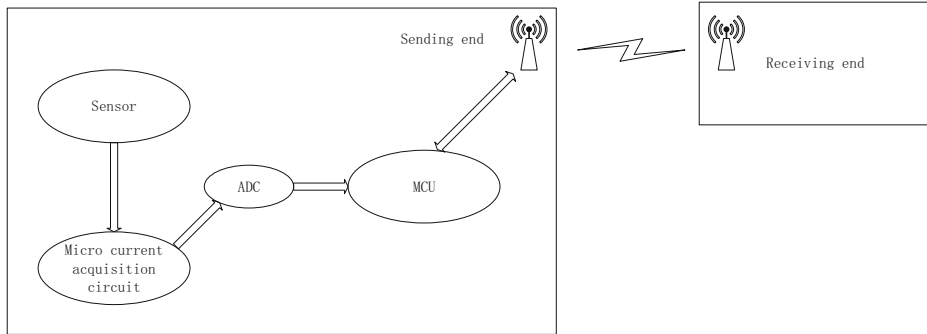 Sending end
Receiving end
Sensor
ADC
MCU
Micro current
acquisition
circuit